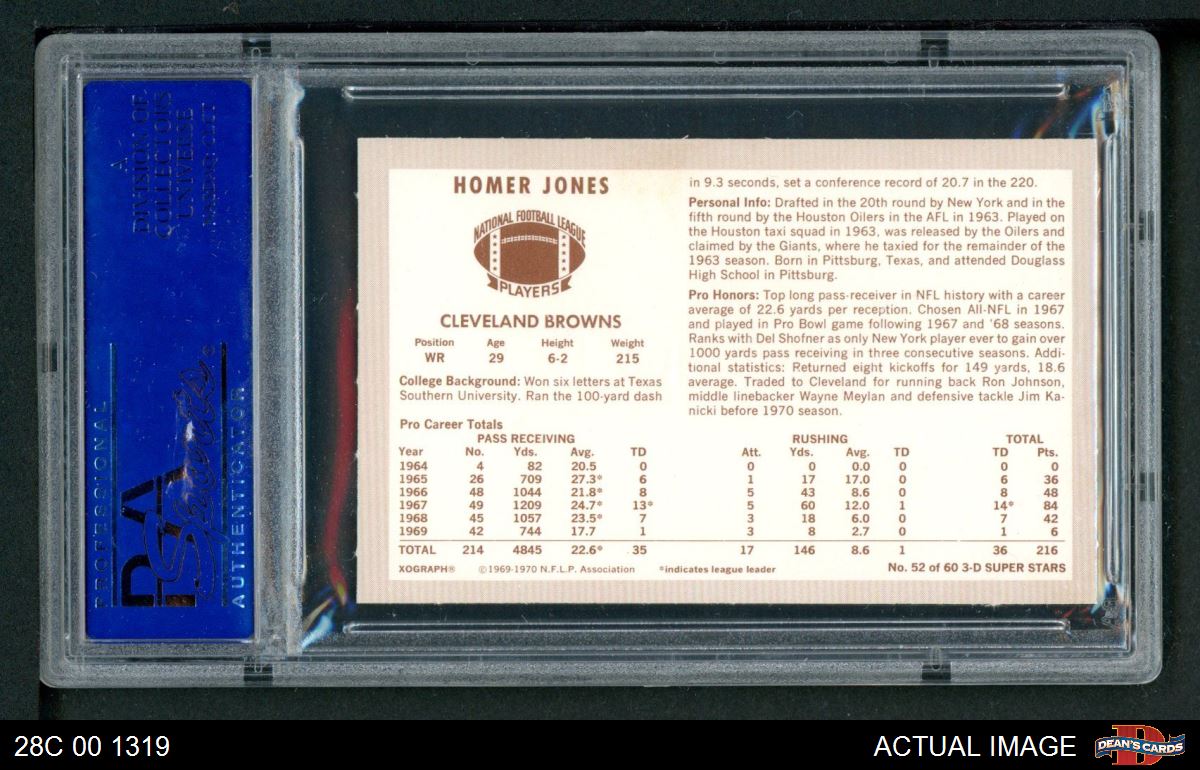 A
DIVISION OF
COLLECTORS
UNIVERSE
NASDAQ: CLCT
PROFESSIONAL
PSA
Sports
AUTHENTICATOR
HOMER JONES
NATIONAL FOOTBALL LEAGUE
PLAYERS
CLEVELAND BROWNS
Position Age Height Weight
WR 29 6-2 215
College Background: Won six letters at Texas
Southern University. Ran the 100-yard dash
in 9.3 seconds, set a conference record of 20.7 in the 220.
Personal Info: Drafted in the 20th round by New York and in the
fifth round by the Houston Oilers in the AFL in 1963. Played on
the Houston taxi squad in 1963, was released by the Oilers and
claimed by the Giants, where he taxied for the remainder of the
1963 season. Born in Pittsburg, Texas, and attended Douglass
High School in Pittsburg.
Pro Honors: Top long pass-receiver in NFL history with a career
average of 22.6 yards per reception. Chosen All-NFL in 1967
and played in Pro Bowl game following 1967 and '68 seasons.
Ranks with Del Shofner as only New York player ever to gain over
1000 yards pass receiving in three consecutive seasons. Addi-
tional statistics: Returned eight kickoffs for 149 yards, 18.6
average. Traded to Cleveland for running back Ron Johnson,
middle linebacker Wayne Meylan and defensive tackle Jim Ka-
nicki before 1970 season.
Pro Career Totals
PASS RECEIVING RUSHING TOTAL
Year No. Yds. Avg. TD Att. Yds. Avg. TD TD Pts.
1964 4 82 20.5 0 0 0 0.0 0 0 0
1965 26 709 27.3* 6 1 17 17.0 0 6 36
1966 48 1044 21.8* 8 5 43 8.6 0 8 48
1967 49 1209 24.7* 13* 5 60 12.0 1 14* 84
1968 45 1057 23.5* 7 3 18 6.0 0 7 42
1969 42 744 17.7 1 3 8 2.7 0 1 6
TOTAL 214 4845 22.6* 35 17 146 8.6 1 36 216
XOGRAPH® ©1969-1970 N.F.L.P. Association *indicates league leader No. 52 of 60 3-D SUPER STARS
28C 00 1319
ACTUAL IMAGE
DEAN'S CARDS